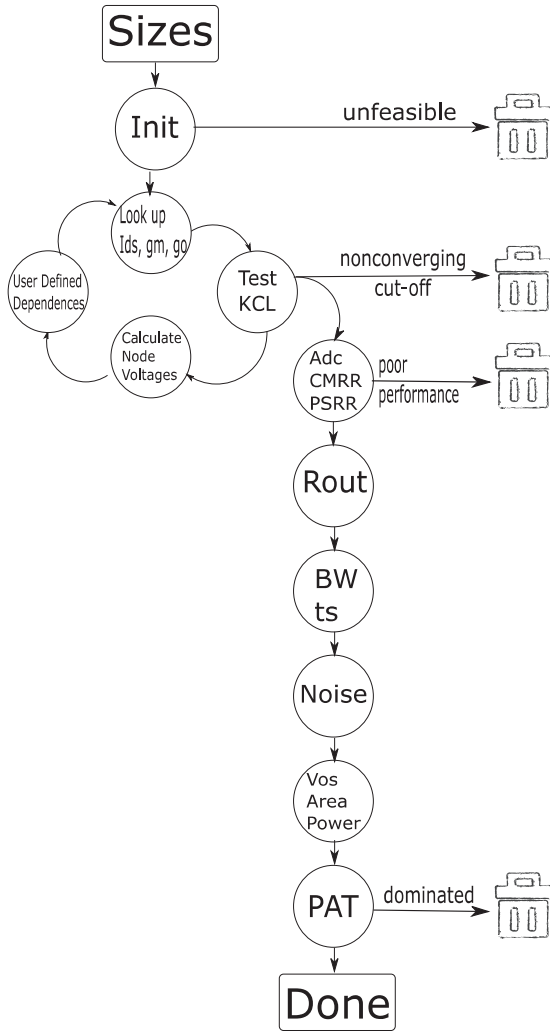 Sizes
Init
unfeasible
Look up
Ids, gm, go
User Defined
Dependences
Test
KCL
nonconverging
cut-off
Calculate
Node
Voltages
Adc
CMRR
PSRR
poor
performance
Rout
BW
ts
Noise
Vos
Area
Power
PAT
dominated
Done